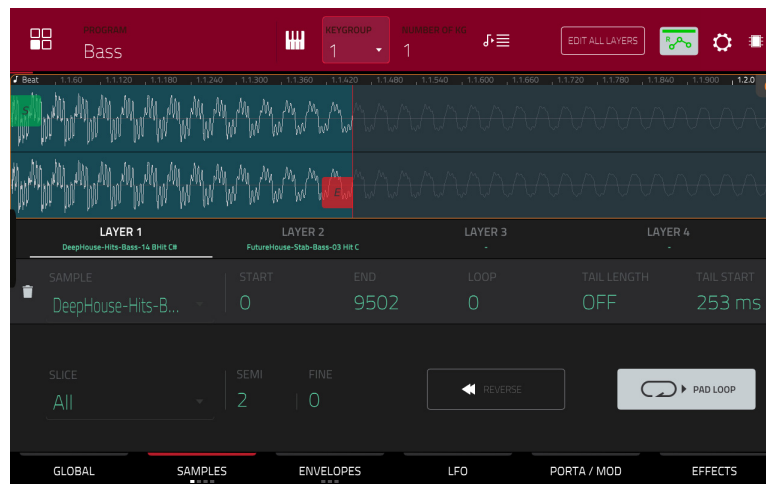 PROGRAM KEYGROUP NUMBER OF KG
Bass 1 1 EDIT ALL LAYERS
Beat 1.1.60 1.1.120 1.1.180 1.1.240 1.1.300 1.1.360 1.1.420 1.1.480 1.1.540 1.1.600 1.1.660 1.1.720 1.1.780 1.1.840 1.1.900 1.2.0
S
E
LAYER 1 LAYER 2 LAYER 3 LAYER 4
DeepHouse-Hits-Bass-14 BHit C# FutureHouse-Stab-Bass-03 Hit C - -
SAMPLE START END LOOP TAIL LENGTH TAIL START
DeepHouse-Hits-B... 0 9502 0 OFF 253 ms
SLICE SEMI FINE
All 2 0 REVERSE PAD LOOP
GLOBAL SAMPLES ENVELOPES LFO PORTA / MOD EFFECTS